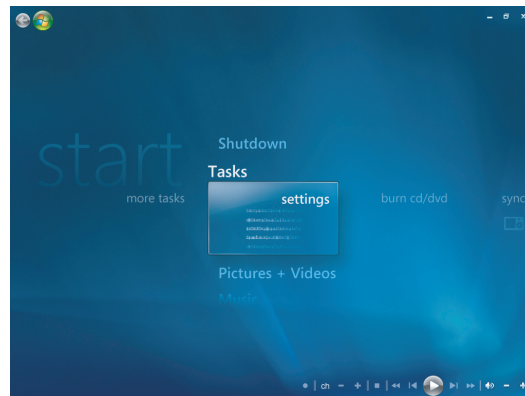 start
Shutdown
Tasks
more tasks
settings
burn cd/dvd
sync
Pictures + Videos
Music
ch